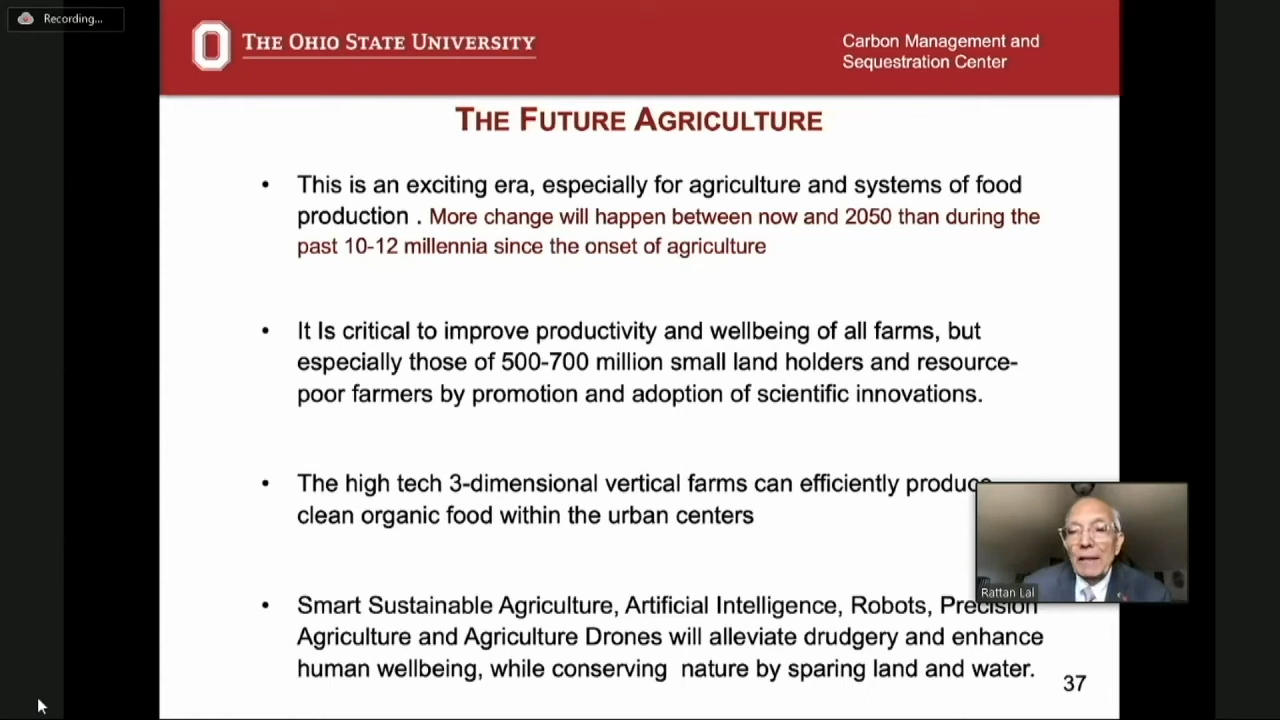 Recording...
THE OHIO STATE UNIVERSITY
Carbon Management and
Sequestration Center
THE FUTURE AGRICULTURE
• This is an exciting era, especially for agriculture and systems of food
production . More change will happen between now and 2050 than during the
past 10-12 millennia since the onset of agriculture
• It Is critical to improve productivity and wellbeing of all farms, but
especially those of 500-700 million small land holders and resource-
poor farmers by promotion and adoption of scientific innovations.
• The high tech 3-dimensional vertical farms can efficiently produce
clean organic food within the urban centers
Rattan Lal
• Smart Sustainable Agriculture, Artificial Intelligence, Robots, Precision
Agriculture and Agriculture Drones will alleviate drudgery and enhance
human wellbeing, while conserving nature by sparing land and water.
37